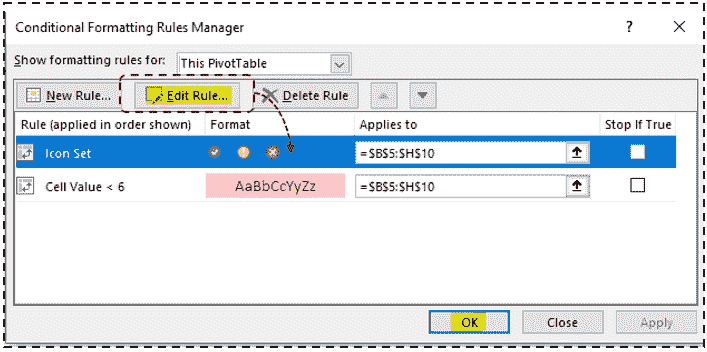 Conditional Formatting Rules Manager ? ×
Show formatting rules for: This PivotTable
New Rule... Edit Rule... Delete Rule
Rule (applied in order shown) Format Applies to Stop If True
Icon Set =$B$5:$H$10
Cell Value < 6 AaBbCcYyZz =$B$5:$H$10
OK Close Apply